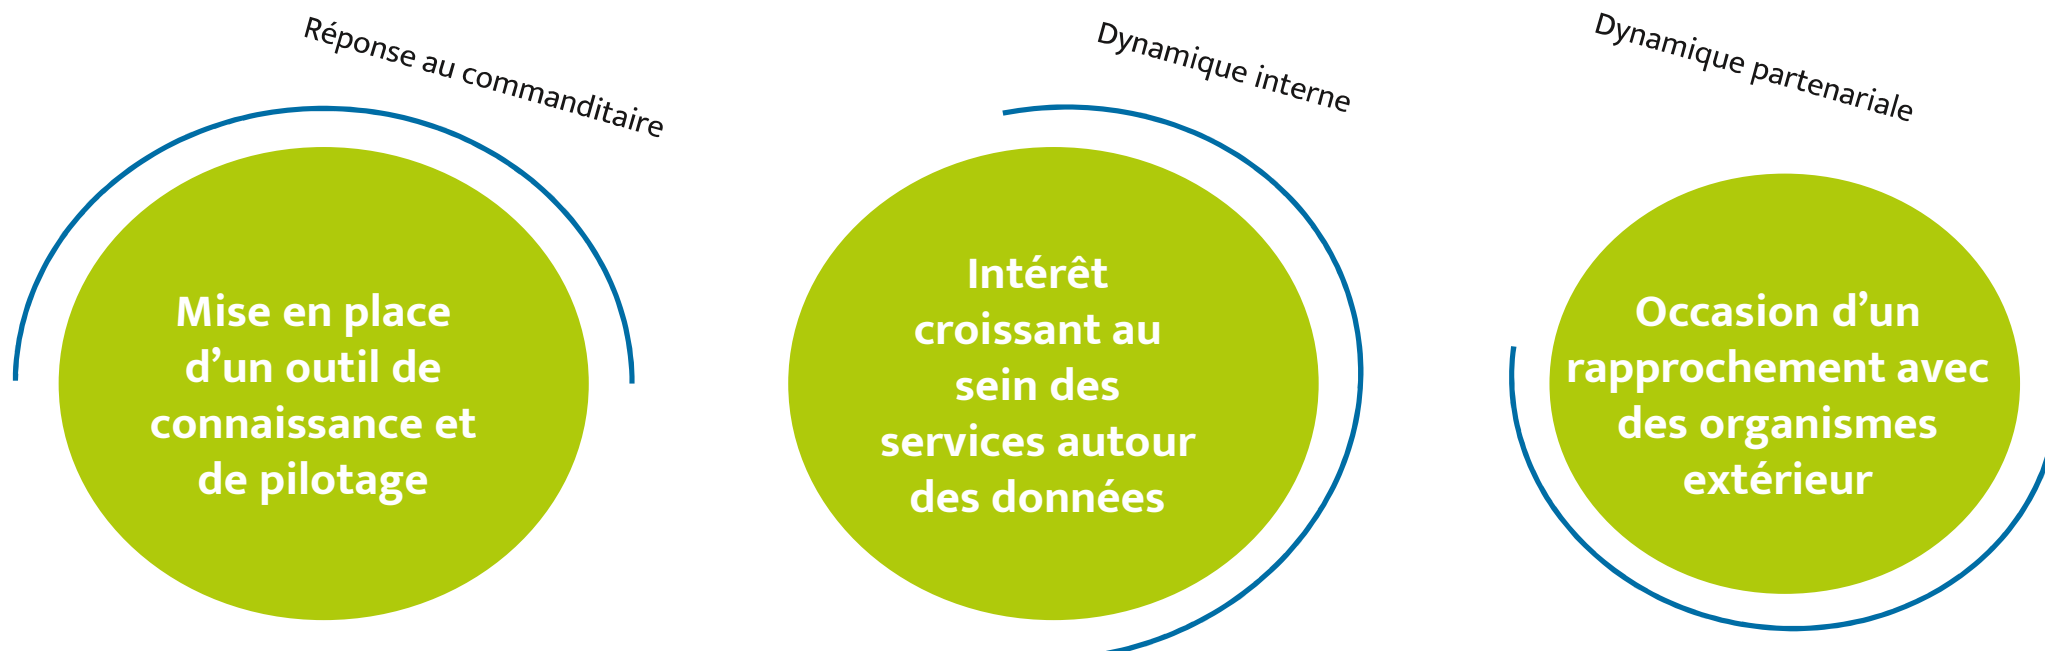 Réponse au commanditaire
Mise en place
d’un outil de
connaissance et
de pilotage
Dynamique interne
Intérêt
croissant au
sein des
services autour
des données
Dynamique partenariale
Occasion d’un
rapprochement avec
des organismes
extérieur